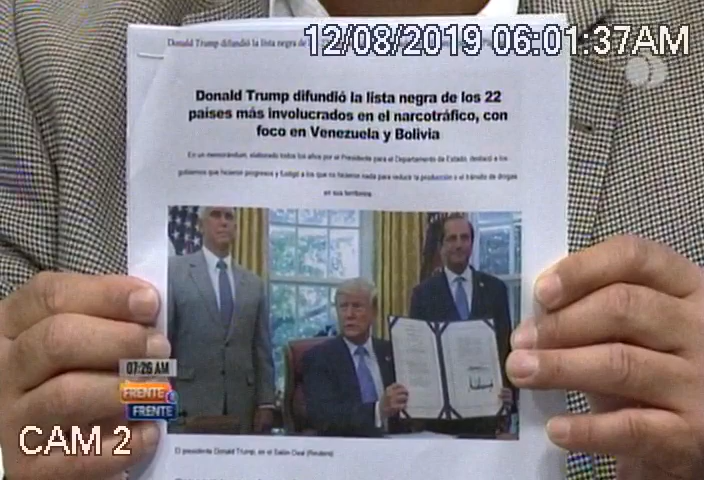 12/08/2019 06:01:37AM
Donald Trump difundió la lista negra de
Donald Trump difundió la lista negra de los 22
países más involucrados en el narcotráfico, con
foco en Venezuela y Bolivia
En un memorándum, elaborado todos los años por el Presidente para el Departamento de Estado, destacó a los
gobiernos que hicieron progresos y fustigó a los que no hicieron nada para reducir la producción o el tránsito de drogas
en sus territorios
07:26 AM
FRENTE a
FRENTE
CAM 2
El presidente Donald Trump, en el Salón Oval (Reuters)